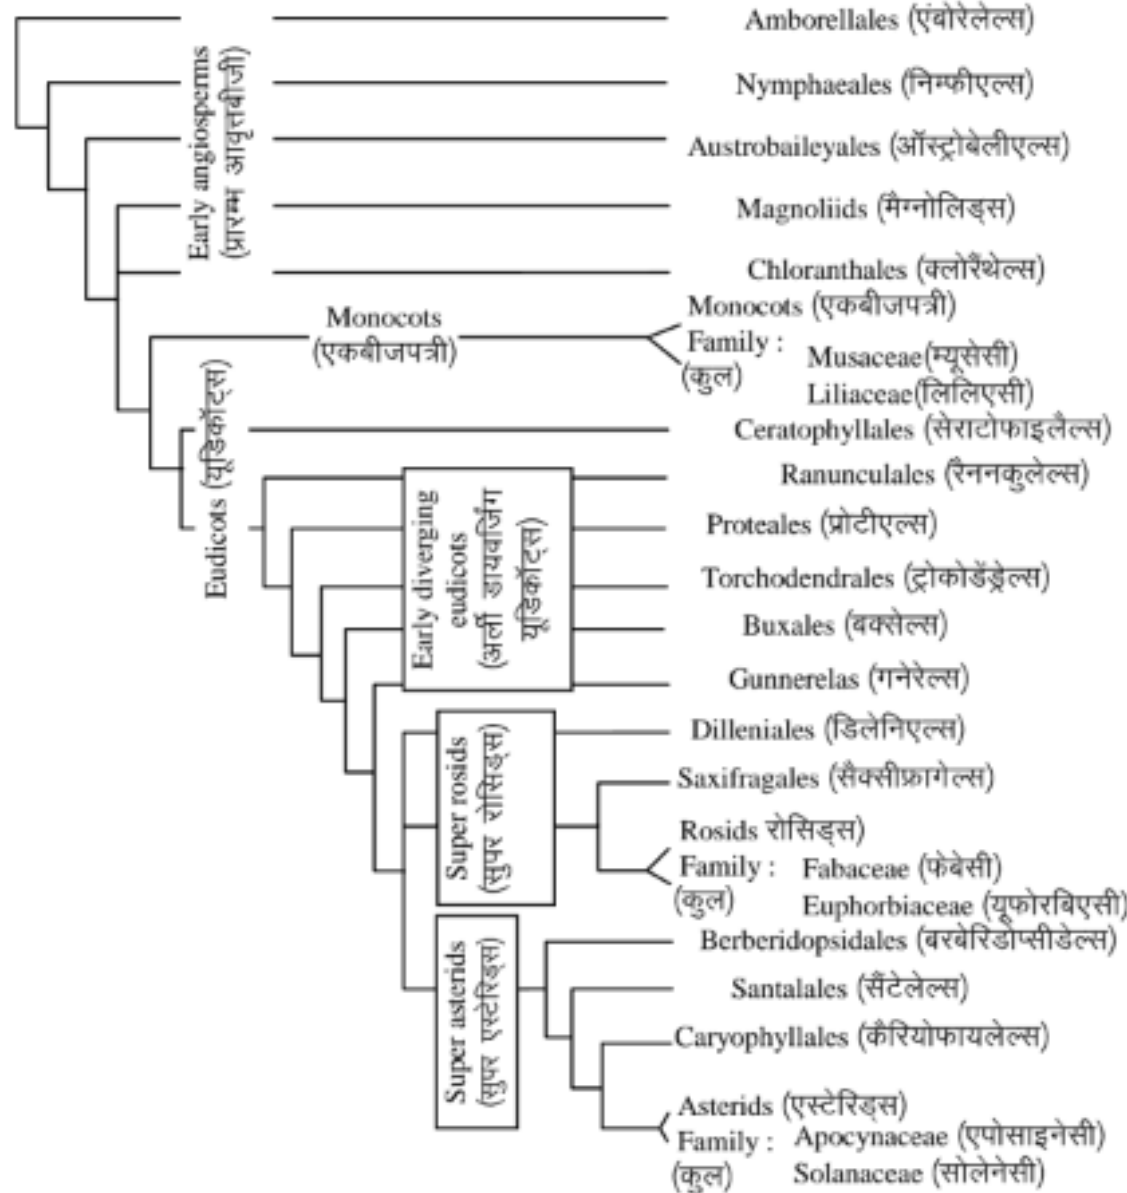 Amborellales (एंबोरेलेल्स)
Nymphaeales (निम्फीएल्स)
Early angiosperms
(प्रारम्भ आवृत्तबीजी)
Austrobaileyales (ऑस्ट्रोबेलीएल्स)
Magnoliids (मैग्नोलिड्स)
Chloranthales (क्लोरैंथेल्स)
Monocots
(एकबीजपत्री)
Monocots (एकबीजपत्री)
Family :
(कुल)
Musaceae(म्यूसेसी)
Liliaceae(लिलिएसी)
Eudicots (यूडिकॉट्स)
Ceratophyllales (सेराटोफाइलैल्स)
Ranunculales (रैननकुलेल्स)
Early diverging
eudicots
(अर्ली डायवर्जिंग
यूडिकॉट्स)
Proteales (प्रोटीएल्स)
Torchodendrales (ट्रोकोडेंड्रेल्स)
Buxales (बक्सेल्स)
Gunnerelas (गनेरेल्स)
Super rosids
(सुपर रोसिड्स)
Dilleniales (डिलेनिएल्स)
Saxifragales (सैक्सीफ्रागेल्स)
Rosids रोसिड्स)
Family :
(कुल)
Fabaceae (फेबेसी)
Euphorbiaceae (यूफोरबिएसी)
Super asterids
(सुपर एस्टेरिड्स)
Berberidopsidales (बरबेरिडोप्सीडेल्स)
Santalales (सैंटेलेल्स)
Caryophyllales (कैरियोफायलेल्स)
Asterids (एस्टेरिड्स)
Family :
(कुल)
Apocynaceae (एपोसाइनेसी)
Solanaceae (सोलेनेसी)